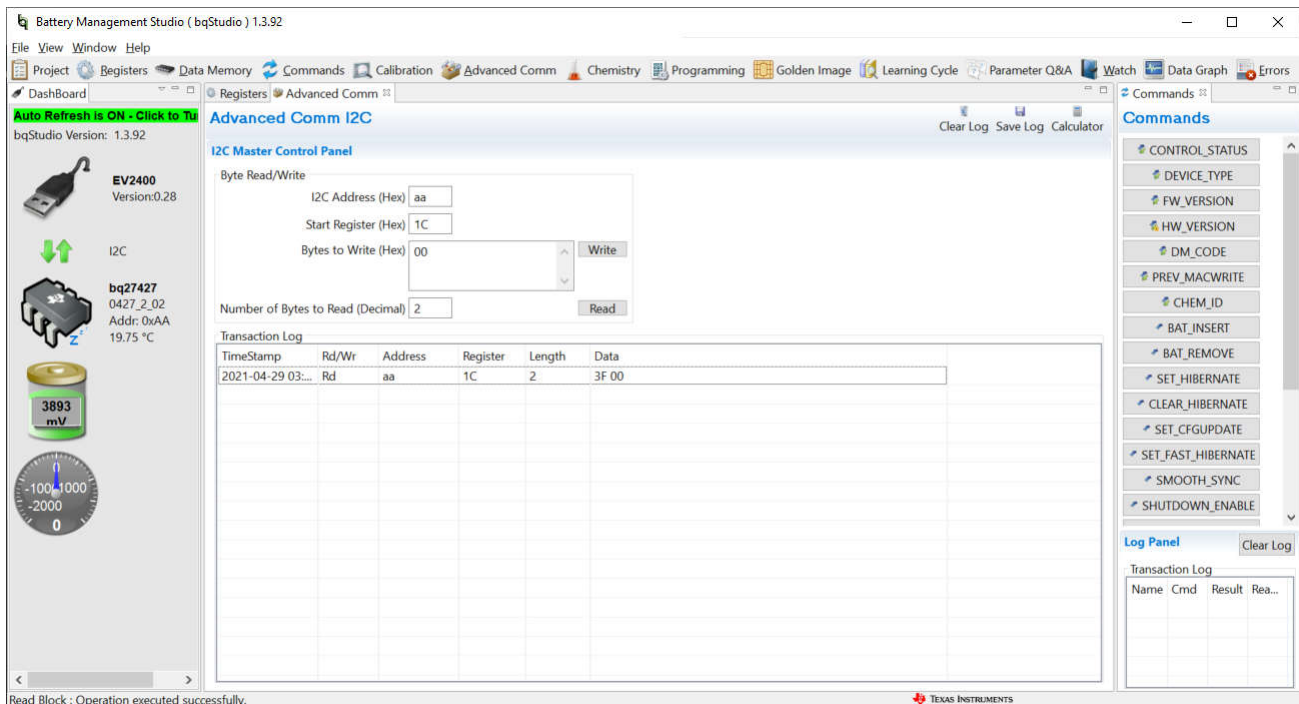 Battery Management Studio ( bqStudio ) 1.3.92
File View Window Help
Project Registers Data Memory Commands Calibration Advanced Comm Chemistry Programming Golden Image Learning Cycle Parameter Q&A Watch Data Graph Errors
DashBoard
Auto Refresh is ON - Click to Tu
bqStudio Version: 1.3.92
EV2400
Version:0.28
I2C
bq27427
0427_2_02
Addr: 0xAA
19.75 °C
3893
mV
0
-1000 1000
-2000
0
Registers Advanced Comm
Advanced Comm I2C
Clear Log Save Log Calculator
I2C Master Control Panel
Byte Read/Write
I2C Address (Hex) aa
Start Register (Hex) 1C
Bytes to Write (Hex) 00 Write
Number of Bytes to Read (Decimal) 2 Read
Transaction Log
TimeStamp Rd/Wr Address Register Length Data
2021-04-29 03:... Rd aa 1C 2 3F 00
Commands
Commands
CONTROL_STATUS
DEVICE_TYPE
FW_VERSION
HW_VERSION
DM_CODE
PREV_MACWRITE
CHEM_ID
BAT_INSERT
BAT_REMOVE
SET_HIBERNATE
CLEAR_HIBERNATE
SET_CFGUPDATE
SET_FAST_HIBERNATE
SMOOTH_SYNC
SHUTDOWN_ENABLE
Log Panel Clear Log
Transaction Log
Name Cmd Result Rea...
Read Block : Operation executed successfully.
TEXAS INSTRUMENTS